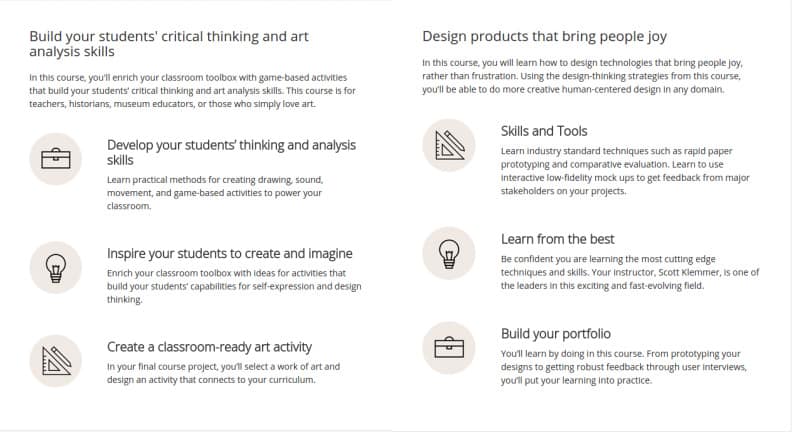 Build your students' critical thinking and art
analysis skills
In this course, you'll enrich your classroom toolbox with game-based activities
that build your students' critical thinking and art analysis skills. This course is for
teachers, historians, museum educators, or those who simply love art.
Develop your students' thinking and analysis
skills
Learn practical methods for creating drawing, sound,
movement, and game-based activities to power your
classroom.
Inspire your students to create and imagine
Enrich your classroom toolbox with ideas for activities that
build your students' capabilities for self-expression and design
thinking.
Create a classroom-ready art activity
In your final course project, you'll select a work of art and
design an activity that connects to your curriculum.
Design products that bring people joy
In this course, you will learn how to design technologies that bring people joy,
rather than frustration. Using the design-thinking strategies from this course,
you'll be able to do more creative human-centered design in any domain.
Skills and Tools
Learn industry standard techniques such as rapid paper
prototyping and comparative evaluation. Learn to use
interactive low-fidelity mock ups to get feedback from major
stakeholders on your projects.
Learn from the best
Be confident you are learning the most cutting edge
techniques and skills. Your instructor, Scott Klemmer, is one of
the leaders in this exciting and fast-evolving field.
Build your portfolio
You'll learn by doing in this course. From prototyping your
designs to getting robust feedback through user interviews,
you'll put your learning into practice.